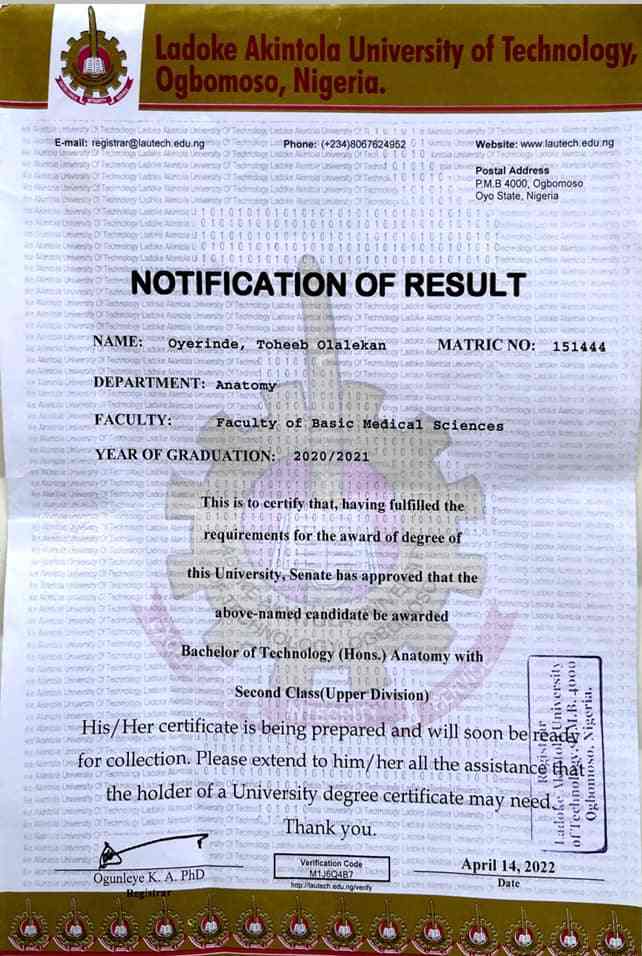 Ladoke Akintola University of Technology,
Ogbomoso, Nigeria.
E-mail: registrar@lautech.edu.ng Phone: (+234)8067624952 Website: www.lautech.edu.ng
Postal Address
P.M.B 4000, Ogbomoso
Oyo State, Nigeria
NOTIFICATION OF RESULT
NAME: Oyerinde, Toheeb Olalekan MATRIC NO: 151444
DEPARTMENT: Anatomy
FACULTY: Faculty of Basic Medical Sciences
YEAR OF GRADUATION: 2020/2021
This is to certify that, having fulfilled the
requirements for the award of degree of
this University, Senate has approved that the
above-named candidate be awarded
Bachelor of Technology (Hons.) Anatomy with
Second Class(Upper Division)
His/Her certificate is being prepared and will soon be ready
for collection. Please extend to him/her all the assistance that
the holder of a University degree certificate may need.
Thank you.
Registrar
Ladoke Akintola University
of Technology, P.M.B. 4000
Ogbomoso, Nigeria.
Ogunleye K. A. PhD
Registrar
Verification Code
M1J6Q4B7
http://lautech.edu.ng/verify
April 14, 2022
Date